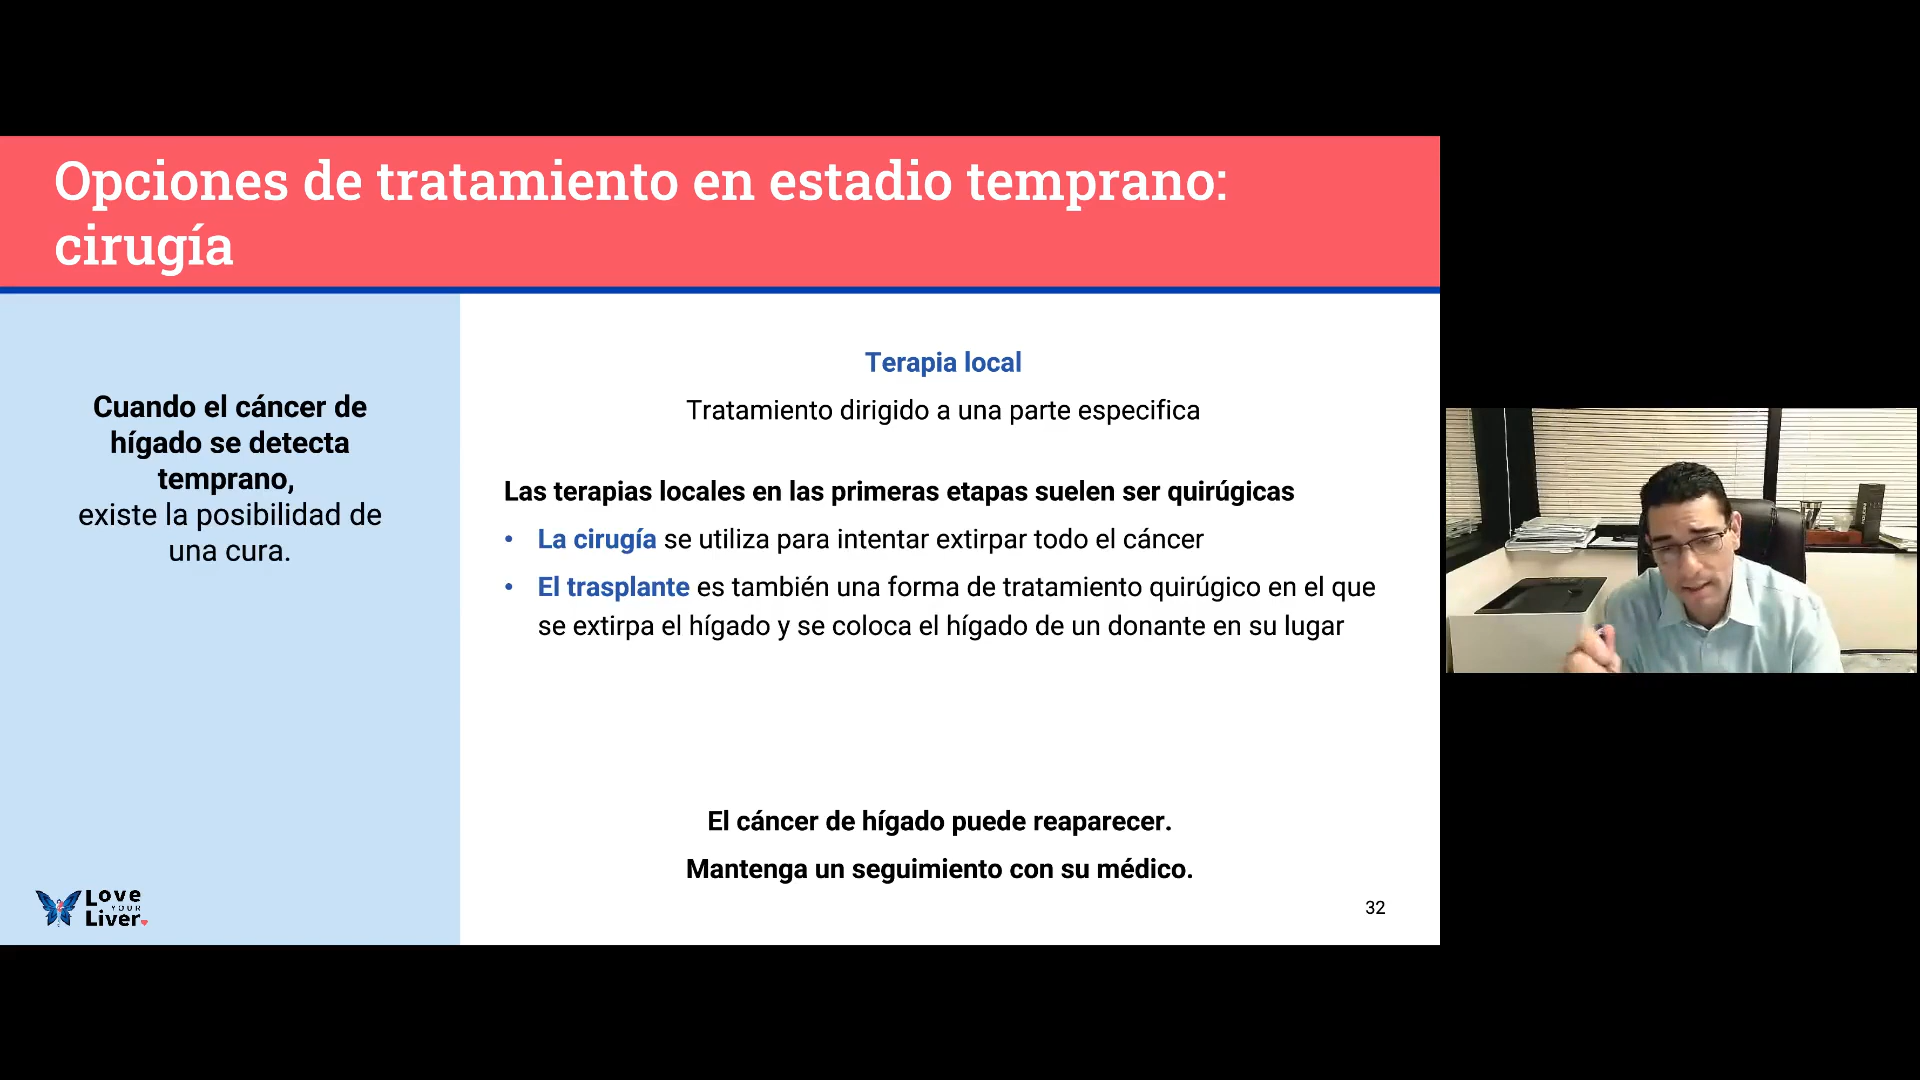 Opciones de tratamiento en estadio temprano:
cirugía
Cuando el cáncer de
hígado se detecta
temprano,
existe la posibilidad de
una cura.
Terapia local
Tratamiento dirigido a una parte especifica
Las terapias locales en las primeras etapas suelen ser quirúgicas
• La cirugía se utiliza para intentar extirpar todo el cáncer
• El trasplante es también una forma de tratamiento quirúgico en el que
se extirpa el hígado y se coloca el hígado de un donante en su lugar
El cáncer de hígado puede reaparecer.
Mantenga un seguimiento con su médico.
Love
YOUR
Liver
32